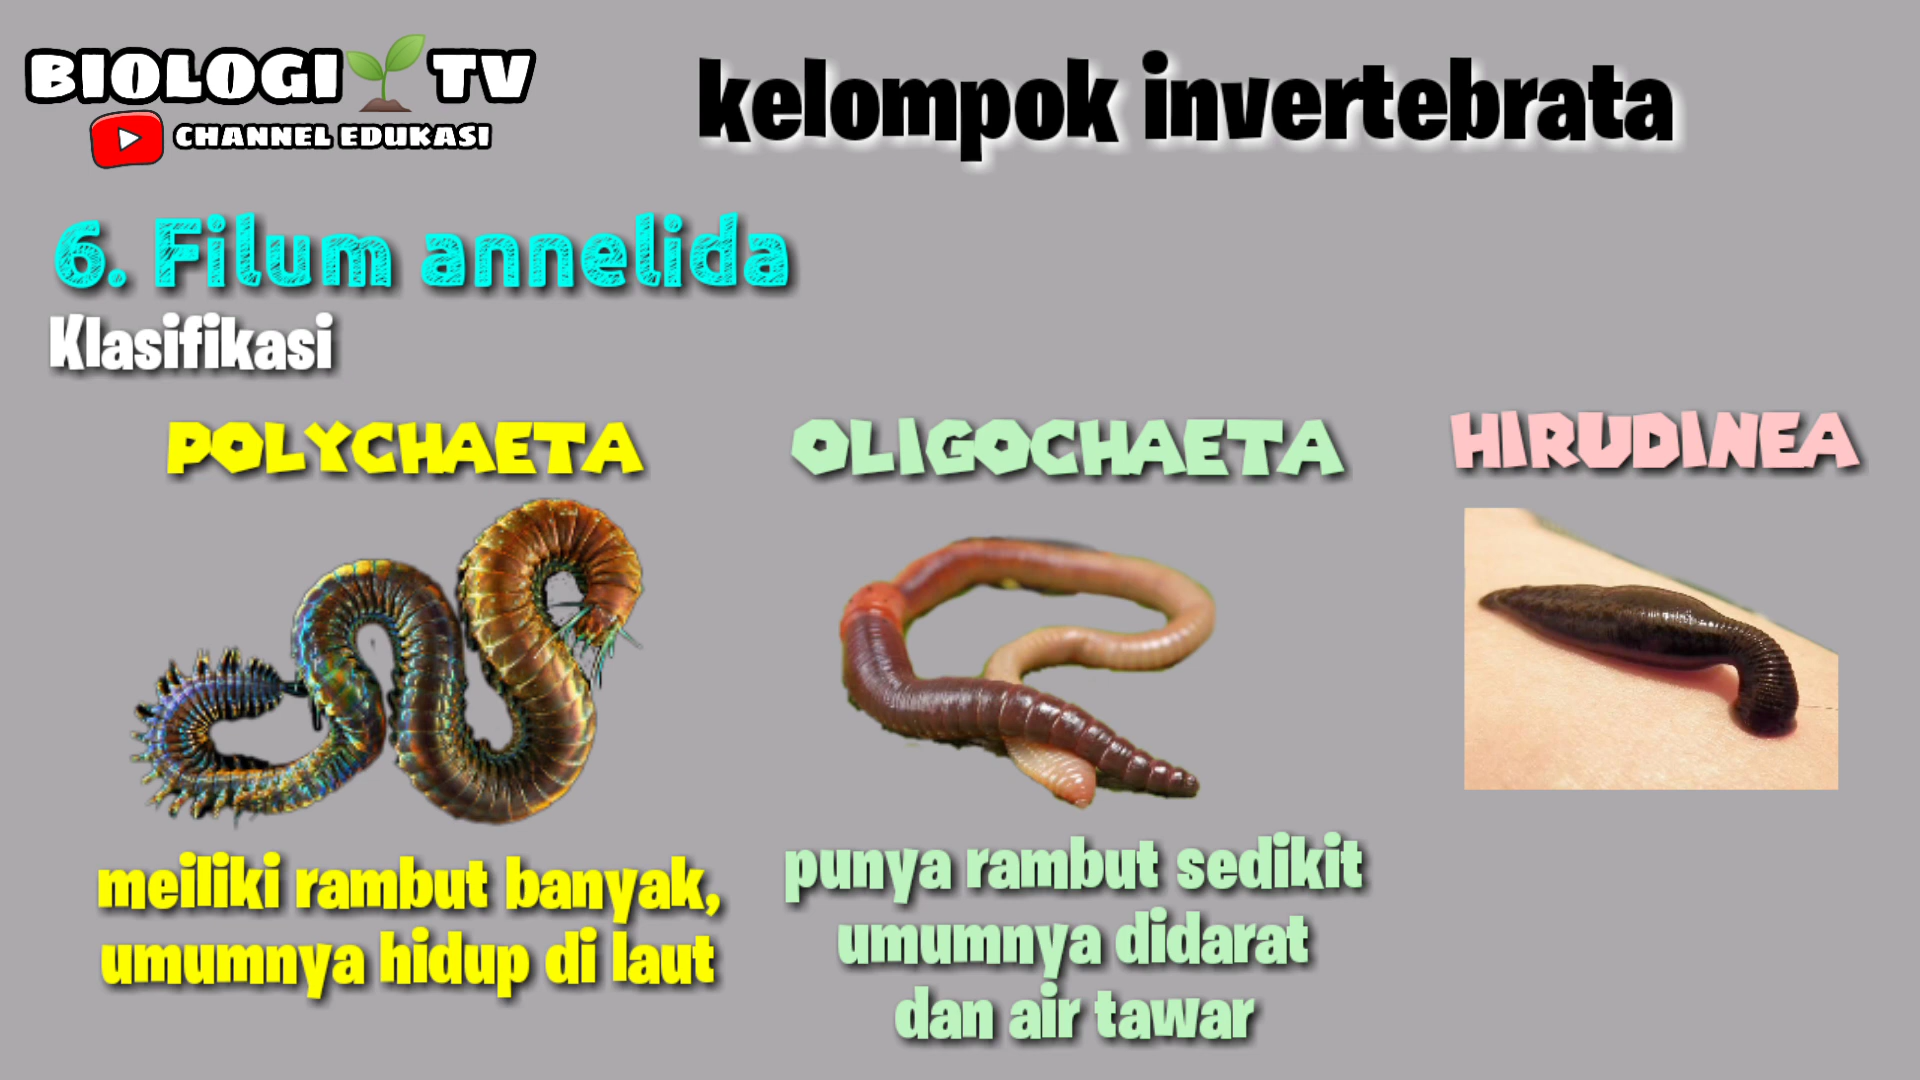 BIOLOGI TV
CHANNEL EDUKASI
kelompok invertebrata
6. Filum annelida
Klasifikasi
POLYCHAETA
OLIGOCHAETA
HIRUDINEA
meiliki rambut banyak,
umumnya hidup di laut
punya rambut sedikit
umumnya didarat
dan air tawar